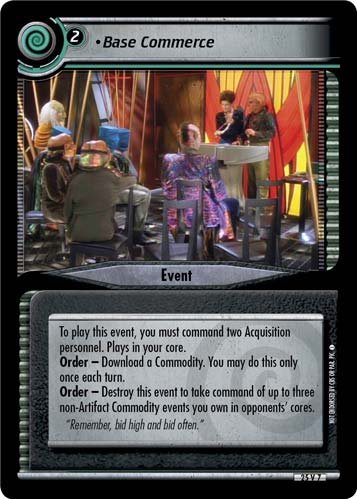 2
• Base Commerce
Event
To play this event, you must command two Acquisition
personnel. Plays in your core.
Order – Download a Commodity. You may do this only
once each turn.
Order – Destroy this event to take command of up to three
non-Artifact Commodity events you own in opponents' cores.
"Remember, bid high and bid often."
NOT ENDORSED BY CBS OR PAR. PIC.
25 V 7